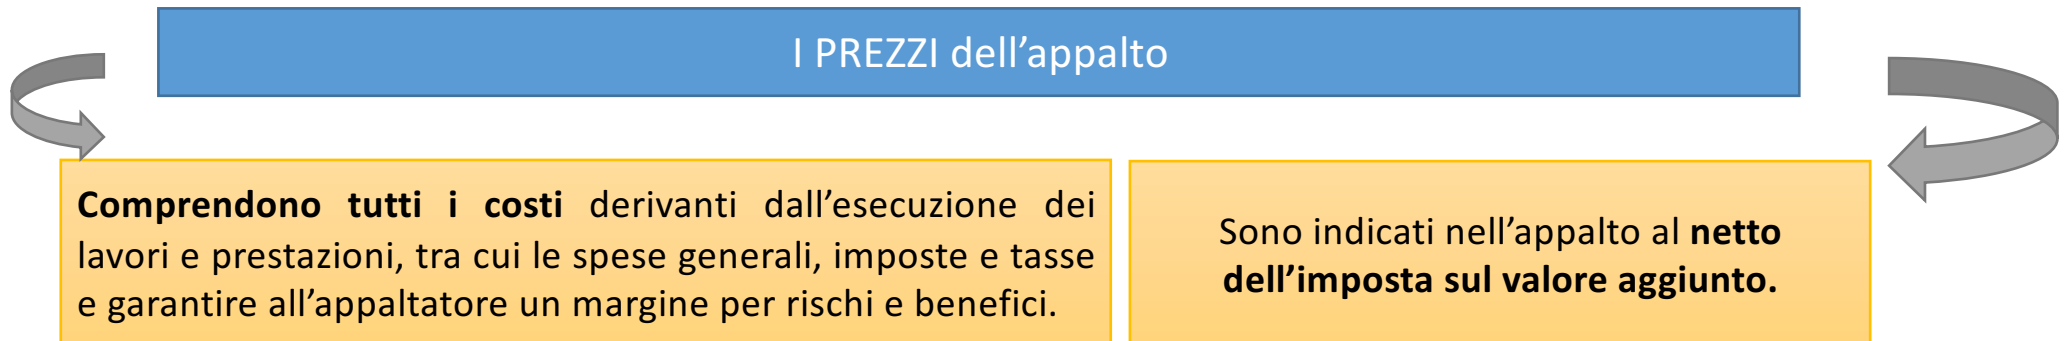 I PREZZI dell’appalto
Comprendono tutti i costi derivanti dall’esecuzione dei
lavori e prestazioni, tra cui le spese generali, imposte e tasse
e garantire all’appaltatore un margine per rischi e benefici.
Sono indicati nell’appalto al netto
dell’imposta sul valore aggiunto.